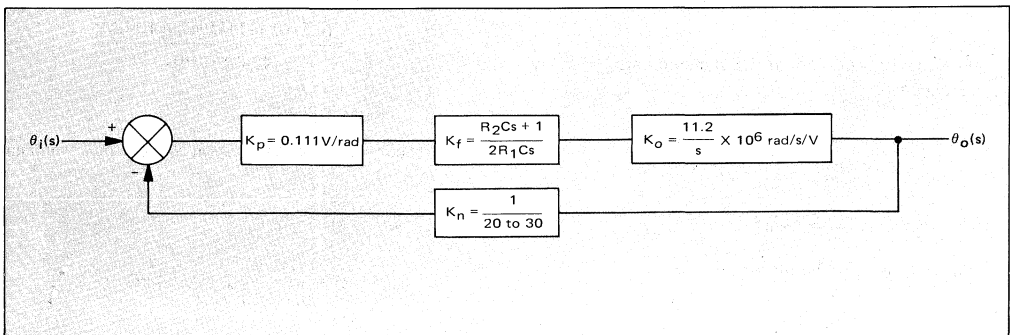 θi(s)
+
−
Kp = 0.111V/rad
Kf = R2Cs + 1 / 2R1Cs
Ko = 11.2 / s X 10^6 rad/s/V
θo(s)
Kn = 1 / 20 to 30